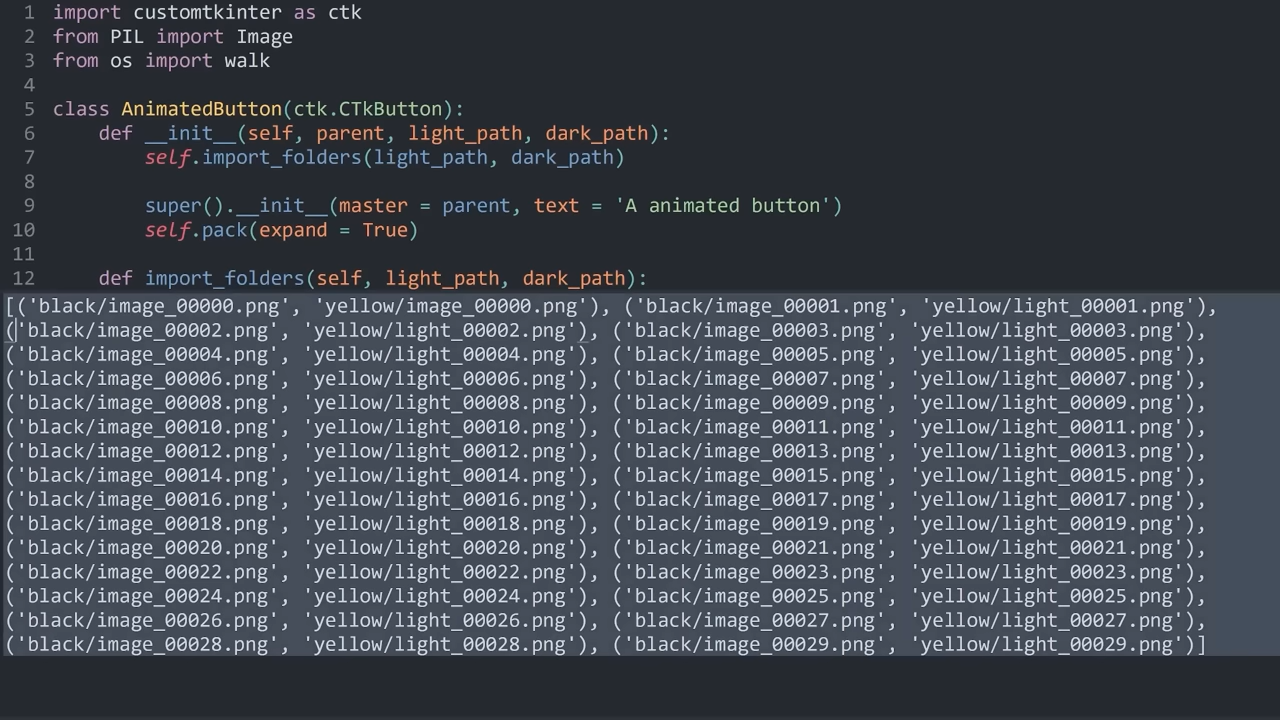 1 import customtkinter as ctk
2 from PIL import Image
3 from os import walk
4
5 class AnimatedButton(ctk.CTkButton):
6     def __init__(self, parent, light_path, dark_path):
7         self.import_folders(light_path, dark_path)
8
9         super().__init__(master = parent, text = 'A animated button')
10         self.pack(expand = True)
11
12     def import_folders(self, light_path, dark_path):
[('black/image_00000.png', 'yellow/image_00000.png'), ('black/image_00001.png', 'yellow/light_00001.png'),
('black/image_00002.png', 'yellow/light_00002.png'), ('black/image_00003.png', 'yellow/light_00003.png'),
('black/image_00004.png', 'yellow/light_00004.png'), ('black/image_00005.png', 'yellow/light_00005.png'),
('black/image_00006.png', 'yellow/light_00006.png'), ('black/image_00007.png', 'yellow/light_00007.png'),
('black/image_00008.png', 'yellow/light_00008.png'), ('black/image_00009.png', 'yellow/light_00009.png'),
('black/image_00010.png', 'yellow/light_00010.png'), ('black/image_00011.png', 'yellow/light_00011.png'),
('black/image_00012.png', 'yellow/light_00012.png'), ('black/image_00013.png', 'yellow/light_00013.png'),
('black/image_00014.png', 'yellow/light_00014.png'), ('black/image_00015.png', 'yellow/light_00015.png'),
('black/image_00016.png', 'yellow/light_00016.png'), ('black/image_00017.png', 'yellow/light_00017.png'),
('black/image_00018.png', 'yellow/light_00018.png'), ('black/image_00019.png', 'yellow/light_00019.png'),
('black/image_00020.png', 'yellow/light_00020.png'), ('black/image_00021.png', 'yellow/light_00021.png'),
('black/image_00022.png', 'yellow/light_00022.png'), ('black/image_00023.png', 'yellow/light_00023.png'),
('black/image_00024.png', 'yellow/light_00024.png'), ('black/image_00025.png', 'yellow/light_00025.png'),
('black/image_00026.png', 'yellow/light_00026.png'), ('black/image_00027.png', 'yellow/light_00027.png'),
('black/image_00028.png', 'yellow/light_00028.png'), ('black/image_00029.png', 'yellow/light_00029.png')]